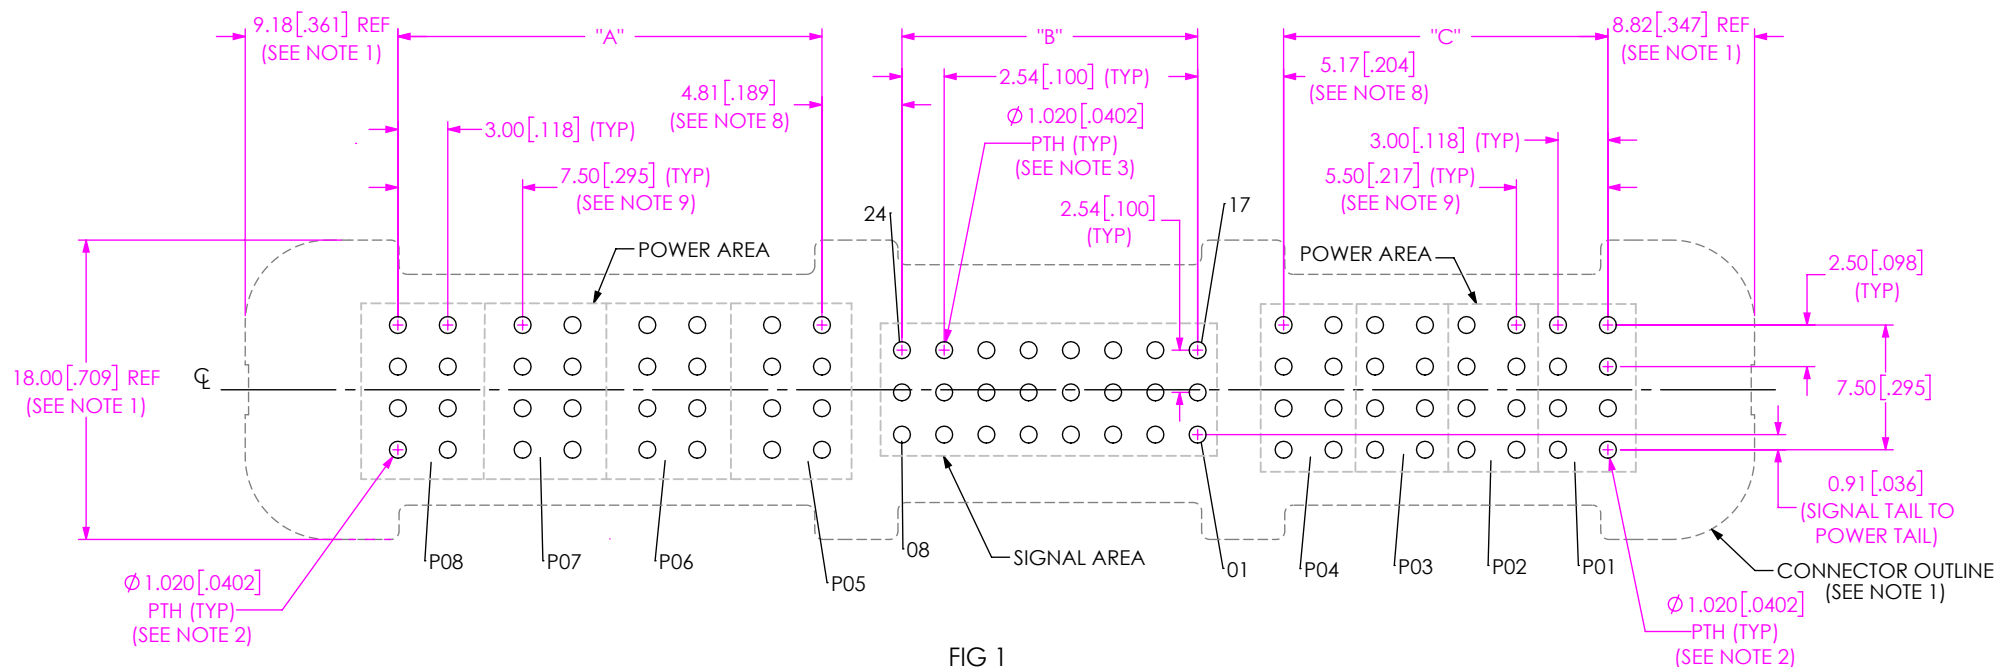 9.18[.361] REF
(SEE NOTE 1)
"A"
"B"
"C"
8.82[.347] REF
(SEE NOTE 1)
4.81[.189]
(SEE NOTE 8)
2.54[.100] (TYP)
5.17[.204]
(SEE NOTE 8)
3.00[.118] (TYP)
Ø1.020[.0402]
PTH (TYP)
(SEE NOTE 3)
3.00[.118] (TYP)
7.50[.295] (TYP)
(SEE NOTE 9)
5.50[.217] (TYP)
(SEE NOTE 9)
2.54[.100]
(TYP)
24
17
POWER AREA
POWER AREA
2.50[.098]
(TYP)
18.00[.709] REF
(SEE NOTE 1)
℄
7.50[.295]
0.91[.036]
(SIGNAL TAIL TO
POWER TAIL)
P08
P07
P06
P05
08
SIGNAL AREA
01
P04
P03
P02
P01
CONNECTOR OUTLINE
(SEE NOTE 1)
Ø1.020[.0402]
PTH (TYP)
(SEE NOTE 2)
Ø1.020[.0402]
PTH (TYP)
(SEE NOTE 2)
FIG 1